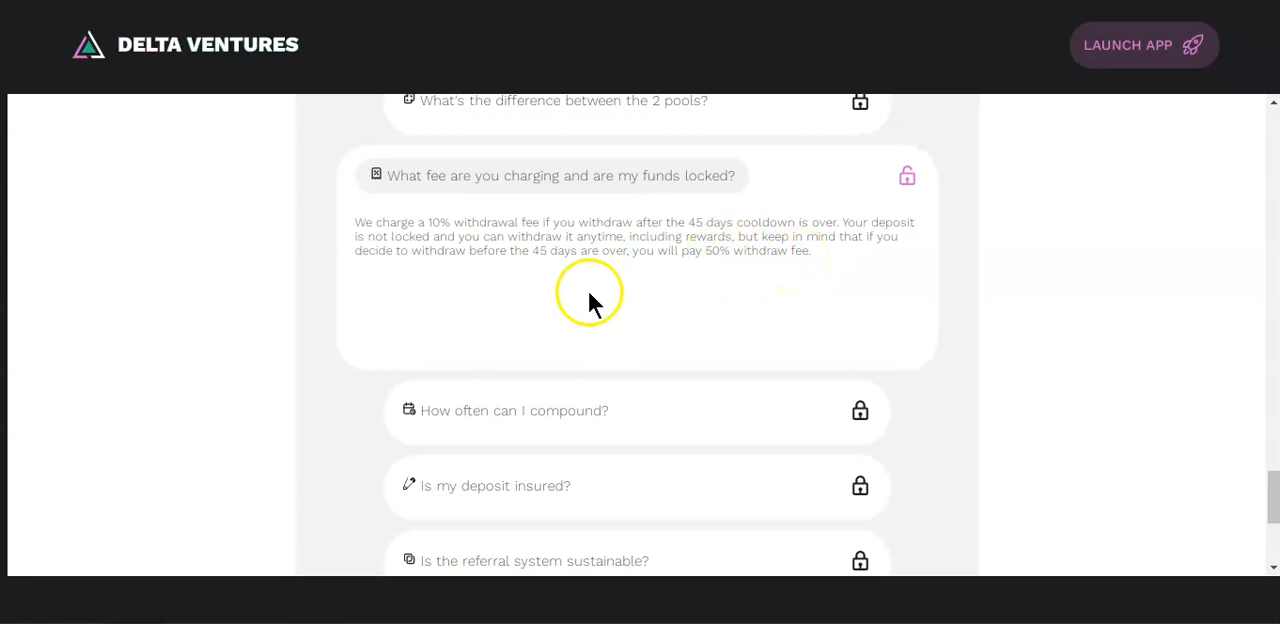 DELTA VENTURES
LAUNCH APP
What's the difference between the 2 pools?
What fee are you charging and are my funds locked?
We charge a 10% withdrawal fee if you withdraw after the 45 days cooldown is over. Your deposit
is not locked and you can withdraw it anytime, including rewards, but keep in mind that if you
decide to withdraw before the 45 days are over, you will pay 50% withdraw fee.
How often can I compound?
Is my deposit insured?
Is the referral system sustainable?